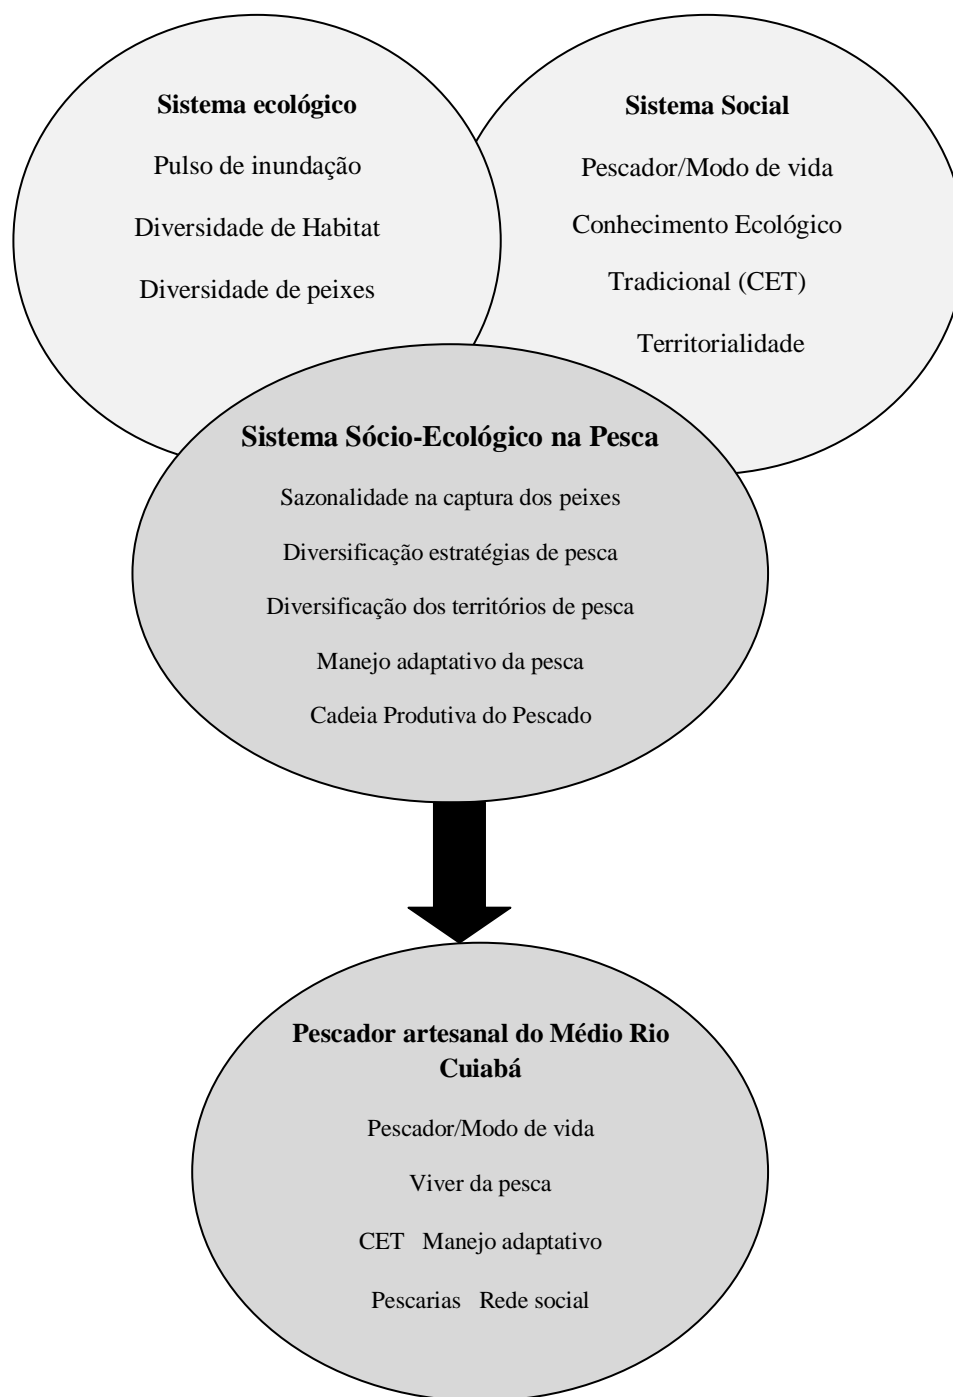 Sistema ecológico
Pulso de inundação
Diversidade de Habitat
Diversidade de peixes
Sistema Social
Pescador/Modo de vida
Conhecimento Ecológico
Tradicional (CET)
Territorialidade
Sistema Sócio-Ecológico na Pesca
Sazonalidade na captura dos peixes
Diversificação estratégias de pesca
Diversificação dos territórios de pesca
Manejo adaptativo da pesca
Cadeia Produtiva do Pescado
Pescador artesanal do Médio Rio
Cuiabá
Pescador/Modo de vida
Viver da pesca
CET Manejo adaptativo
Pescarias Rede social